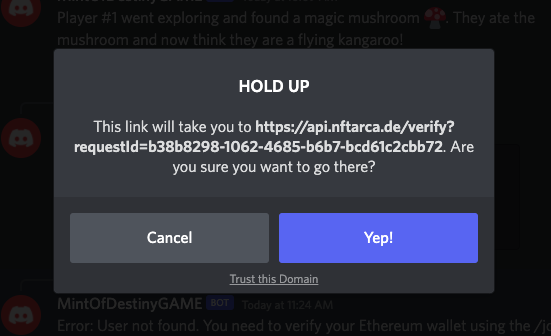 Player #1 went exploring and found a magic mushroom 🍄. They ate the
mushroom and now think they are a flying kangaroo!
HOLD UP
This link will take you to https://api.nftarca.de/verify?
requestId=b38b8298-1062-4685-b6b7-bcd61c2cbb72. Are
you sure you want to go there?
Cancel
Yep!
Trust this Domain
MintOfDestinyGAME BOT Today at 11:24 AM
Error: User not found. You need to verify your Ethereum wallet using the